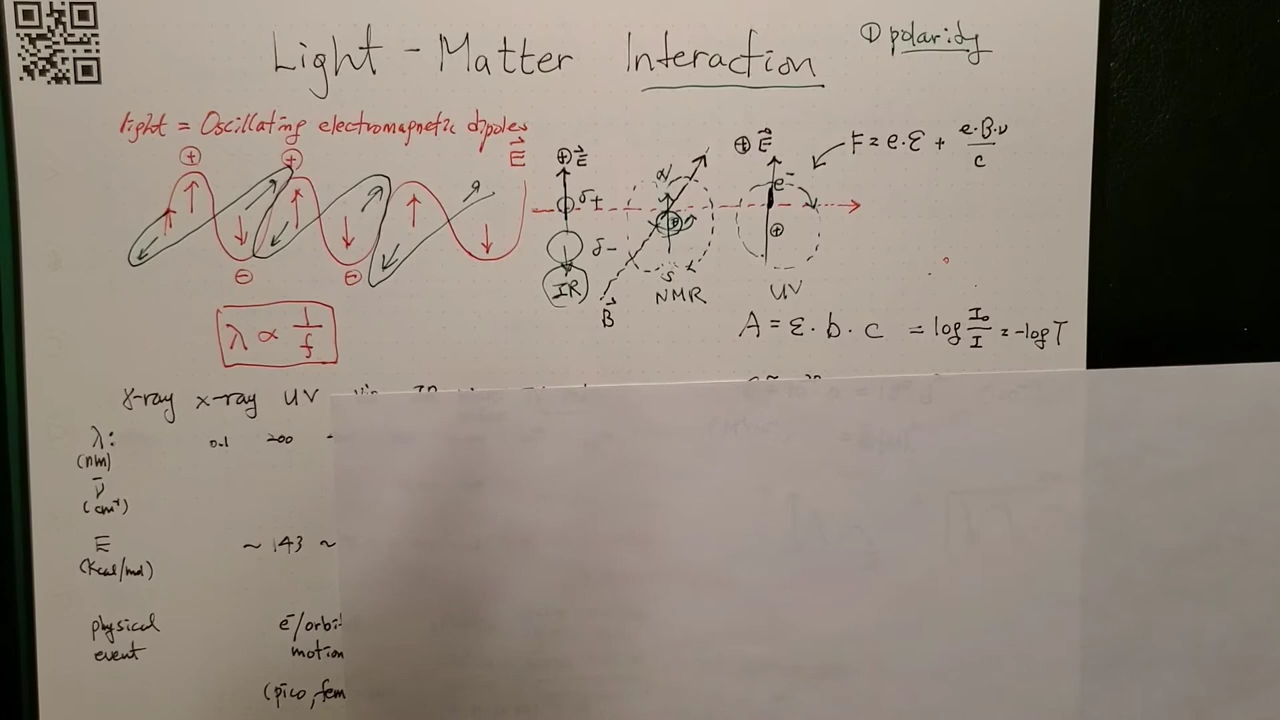 Light - Matter Interaction
① polarity
light = Oscillating electromagnetic dipoles
⊕ ⊕ E⃗
⊖ ⊖
⊕ E⃗
δ+
δ-
IR
α
S
B⃗
NMR
⊕ E⃗
e⁻
⊕
UV
F = e·ε + e·B·ν / c
λ ∝ 1/f
A = ε·b·c = log I₀/I = -log T
γ-ray x-ray UV
λ: 0.1 200
(nm)
ν̄
(cm⁻¹)
E ~ 143 ~
(Kcal/mol)
physical e⁻/orbit
event motion
(pico, fem